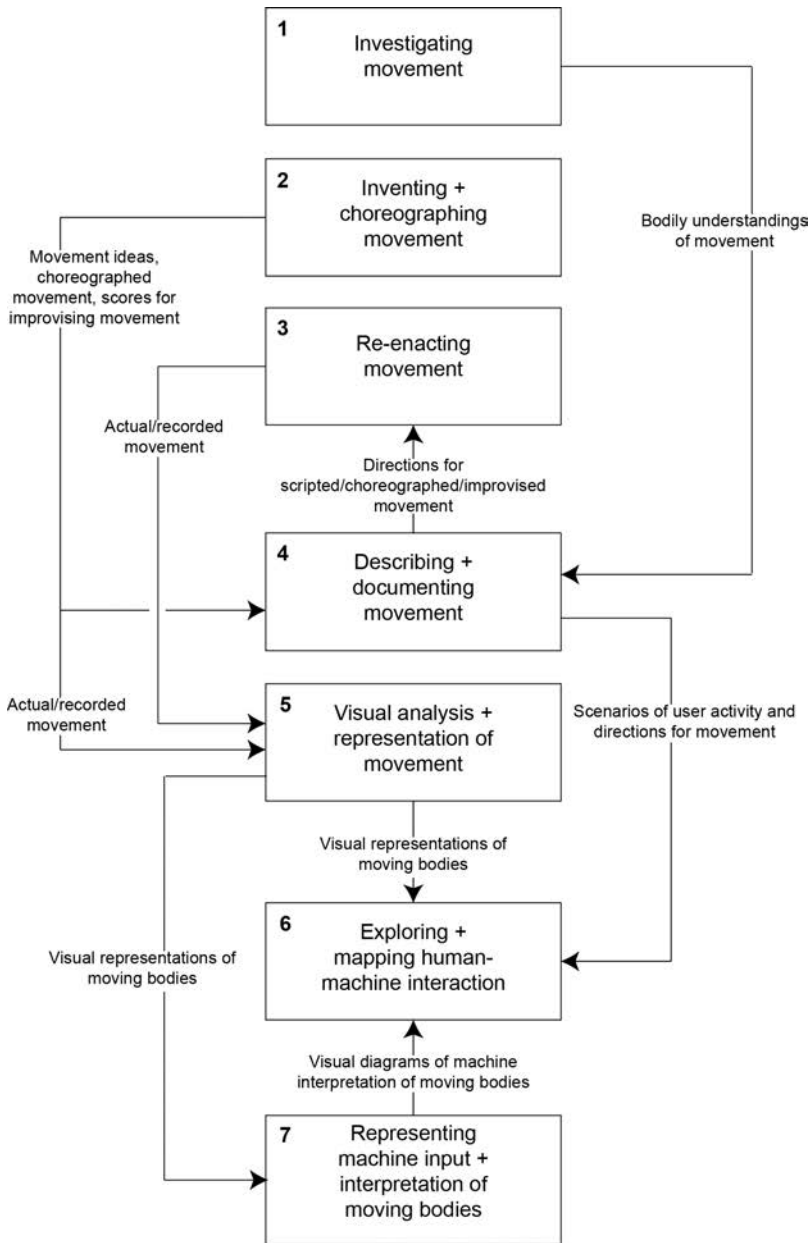 1
Investigating
movement
2
Inventing +
choreographing
movement
Bodily understandings
of movement
Movement ideas,
choreographed
movement, scores for
improvising movement
3
Re-enacting
movement
Actual/recorded
movement
Directions for
scripted/choreographed/improvised
movement
4
Describing +
documenting
movement
Actual/recorded
movement
5
Visual analysis +
representation of
movement
Scenarios of user activity and
directions for movement
Visual representations of
moving bodies
6
Exploring +
mapping human-
machine interaction
Visual representations of
moving bodies
Visual diagrams of machine
interpretation of moving bodies
7
Representing
machine input +
interpretation of
moving bodies